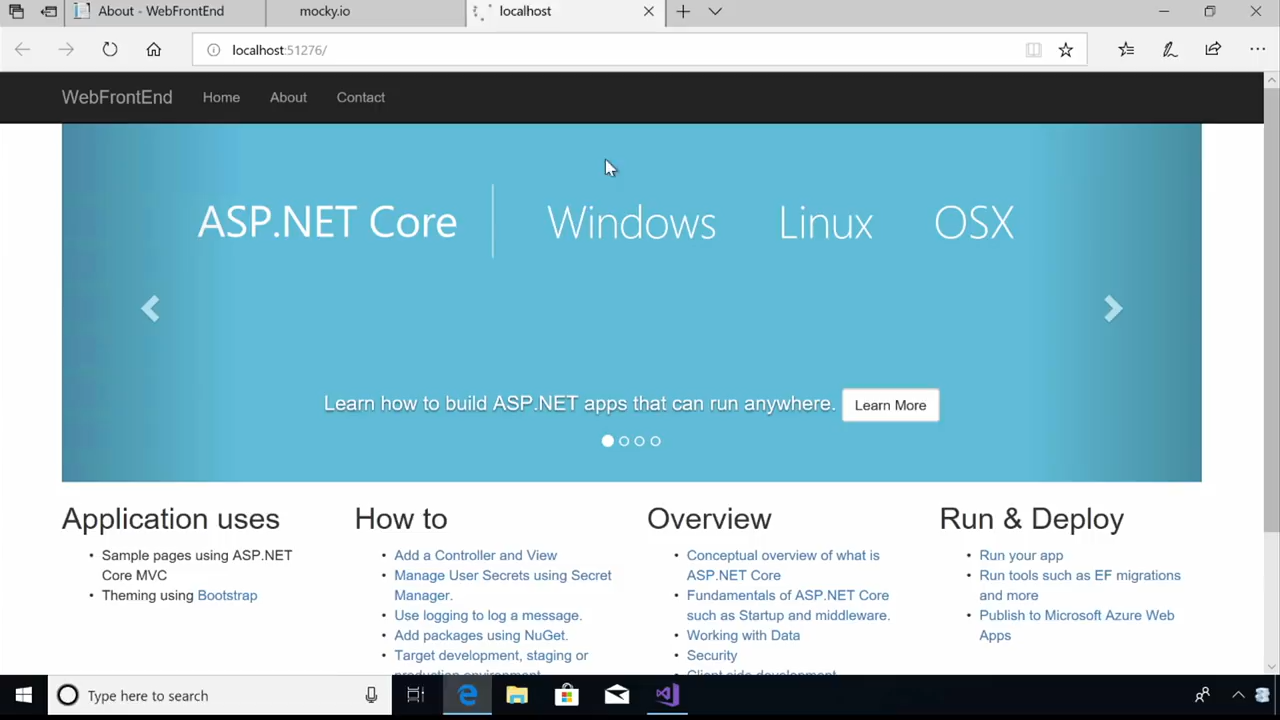 About - WebFrontEnd
mocky.io
localhost
localhost:51276/
WebFrontEnd Home About Contact
ASP.NET Core Windows Linux OSX
Learn how to build ASP.NET apps that can run anywhere. Learn More
Application uses
Sample pages using ASP.NET
Core MVC
Theming using Bootstrap
How to
Add a Controller and View
Manage User Secrets using Secret
Manager.
Use logging to log a message.
Add packages using NuGet.
Target development, staging or
production environment.
Overview
Conceptual overview of what is
ASP.NET Core
Fundamentals of ASP.NET Core
such as Startup and middleware.
Working with Data
Security
Client side development
Run & Deploy
Run your app
Run tools such as EF migrations
and more
Publish to Microsoft Azure Web
Apps
Type here to search